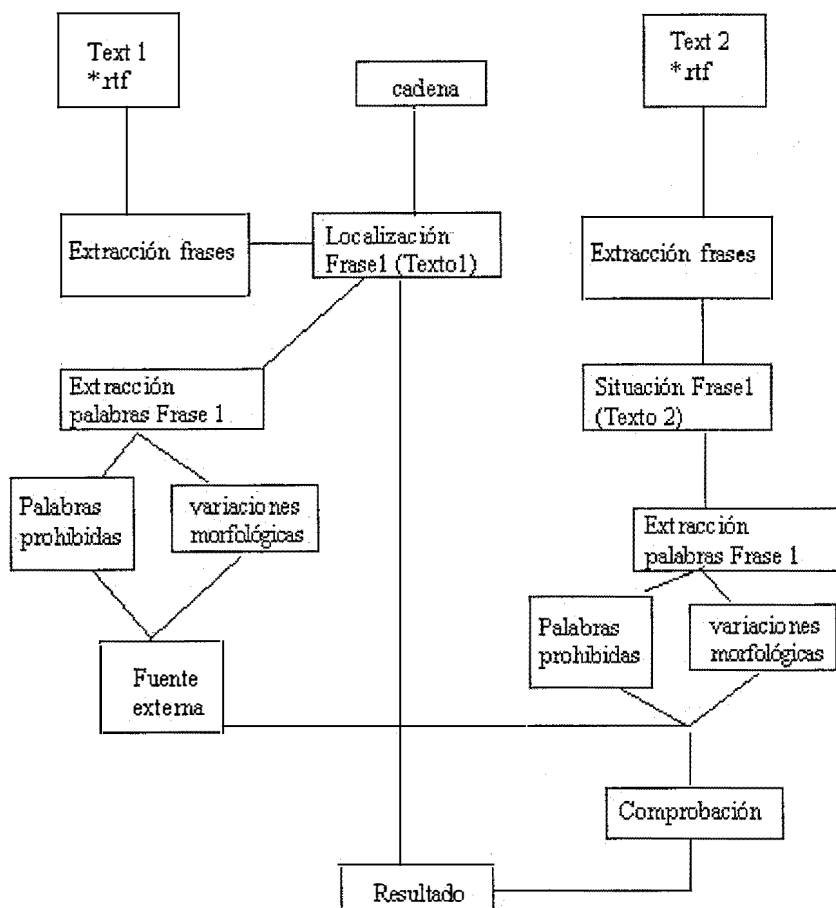 Text 1
*.rtf
cadena
Text 2
*.rtf
Extracción frases
Localización
Frase1 (Texto1)
Extracción frases
Extracción
palabras Frase 1
Situación Frase1
(Texto 2)
Palabras
prohibidas
variaciones
morfológicas
Extracción
palabras Frase 1
Palabras
prohibidas
variaciones
morfológicas
Fuente
externa
Comprobación
Resultado